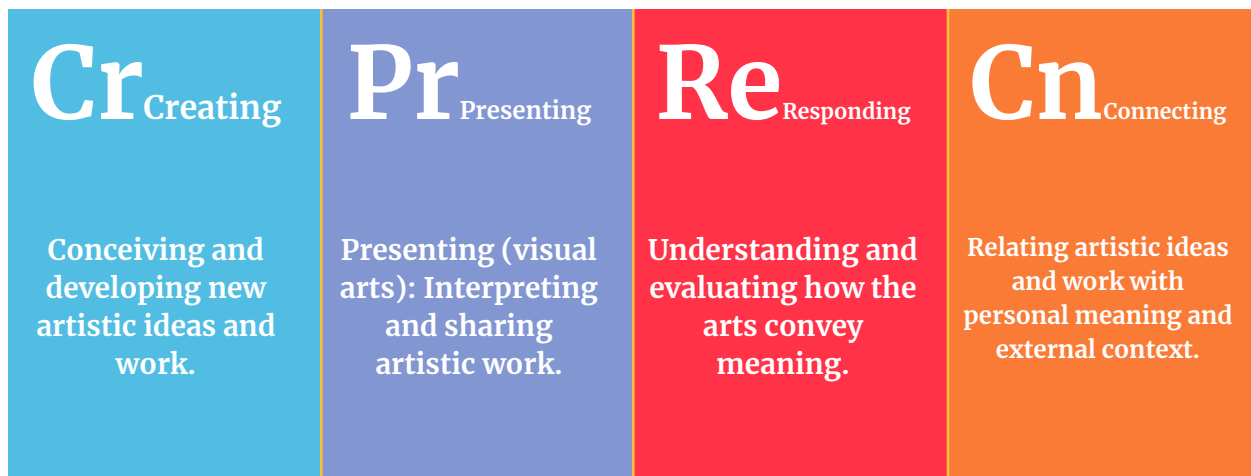 Cr Creating
Conceiving and
developing new
artistic ideas and
work.
Pr Presenting
Presenting (visual
arts): Interpreting
and sharing
artistic work.
Re Responding
Understanding and
evaluating how the
arts convey
meaning.
Cn Connecting
Relating artistic ideas
and work with
personal meaning and
external context.